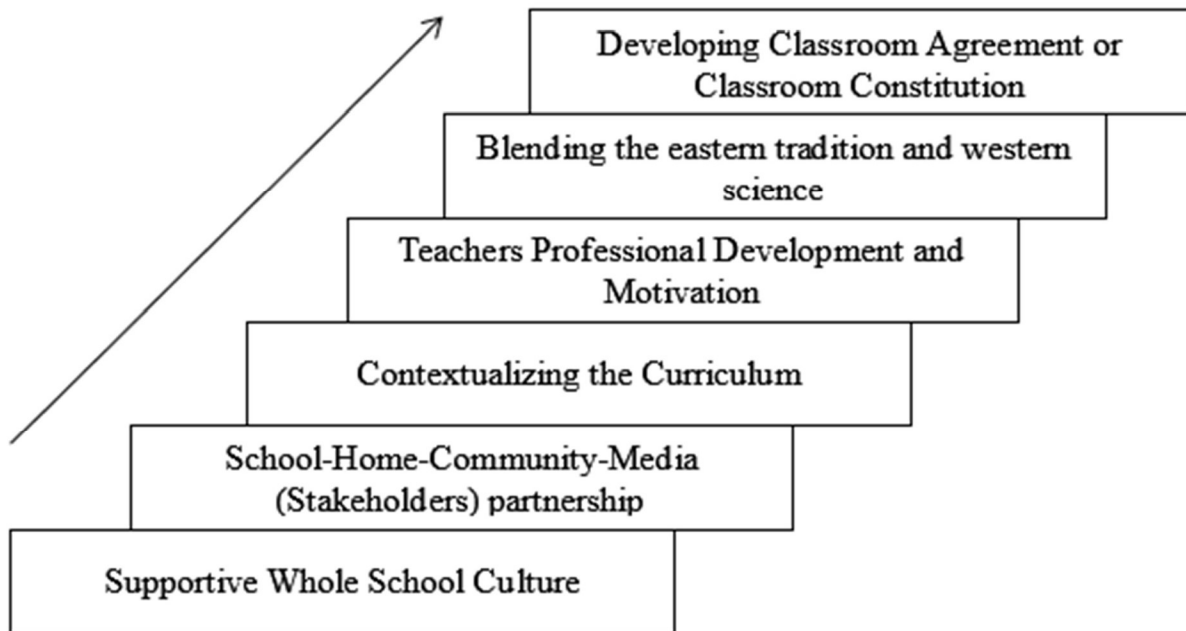 Developing Classroom Agreement or
Classroom Constitution
Blending the eastern tradition and western
science
Teachers Professional Development and
Motivation
Contextualizing the Curriculum
School-Home-Community-Media
(Stakeholders) partnership
Supportive Whole School Culture